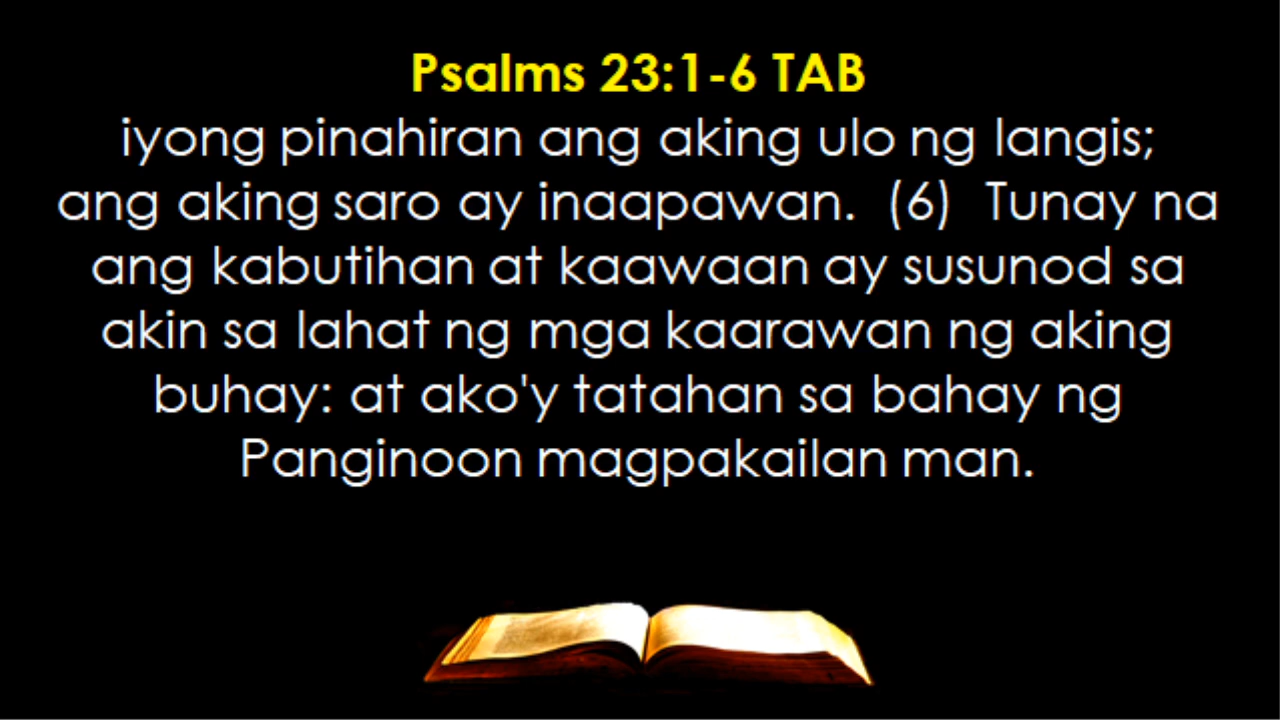 Psalms 23:1-6 TAB
iyong pinahiran ang aking ulo ng langis;
ang aking saro ay inaapawan.  (6)  Tunay na
ang kabutihan at kaawaan ay susunod sa
akin sa lahat ng mga kaarawan ng aking
buhay: at ako'y tatahan sa bahay ng
Panginoon magpakailan man.